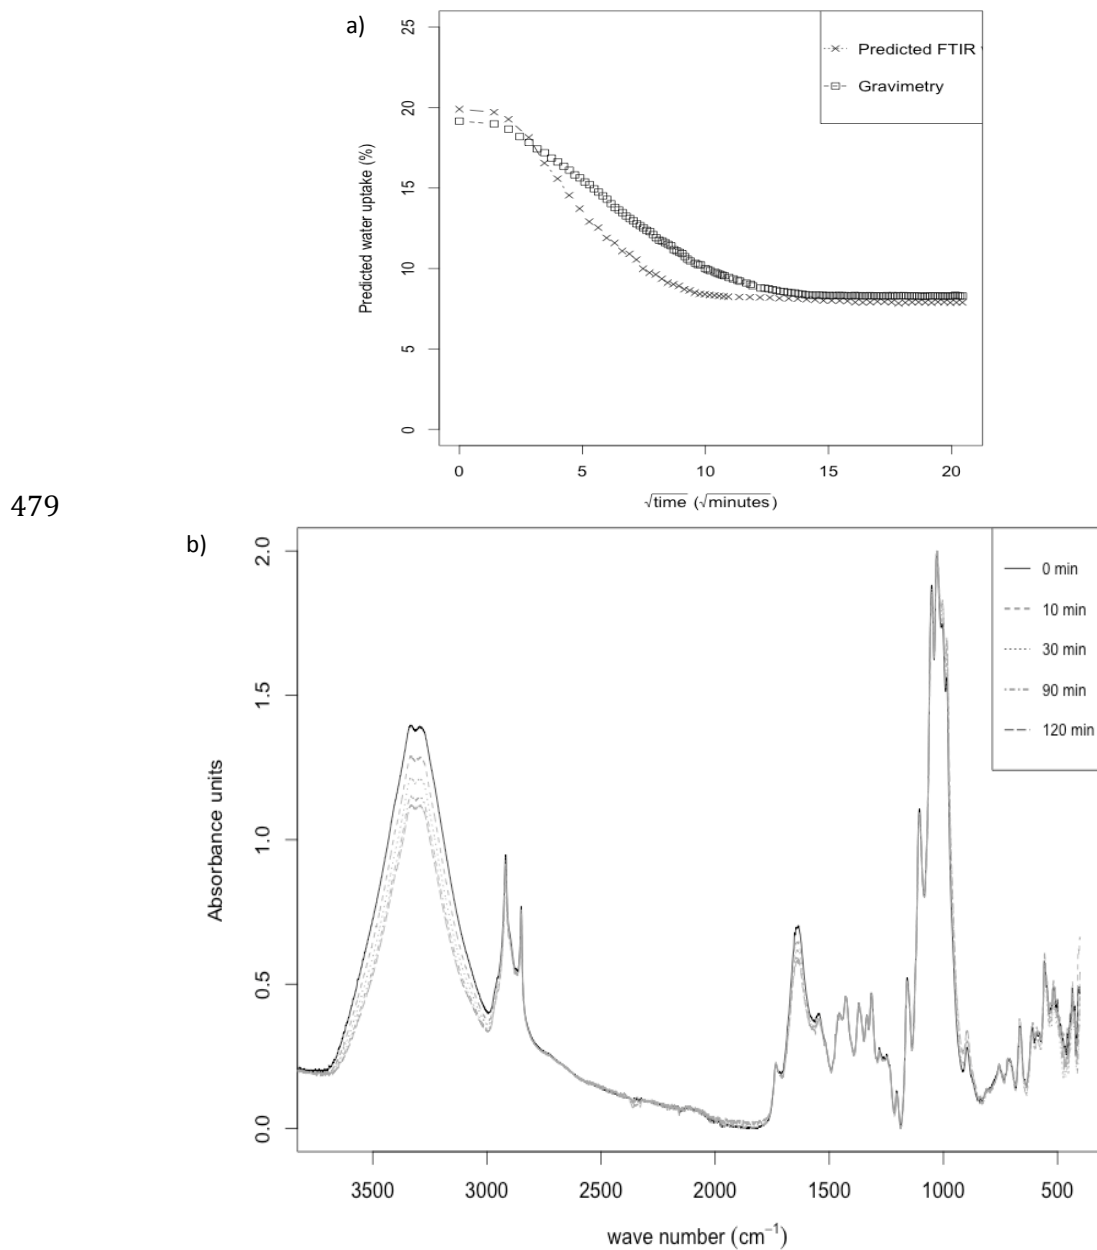 a)
25
20
15
10
5
0
Predicted water uptake (%)
Predicted FTIR
Gravimetry
0 5 10 15 20
√time (√minutes)
479
b)
2.0
1.5
1.0
0.5
0.0
Absorbance units
0 min
10 min
30 min
90 min
120 min
3500 3000 2500 2000 1500 1000 500
wave number (cm⁻¹)